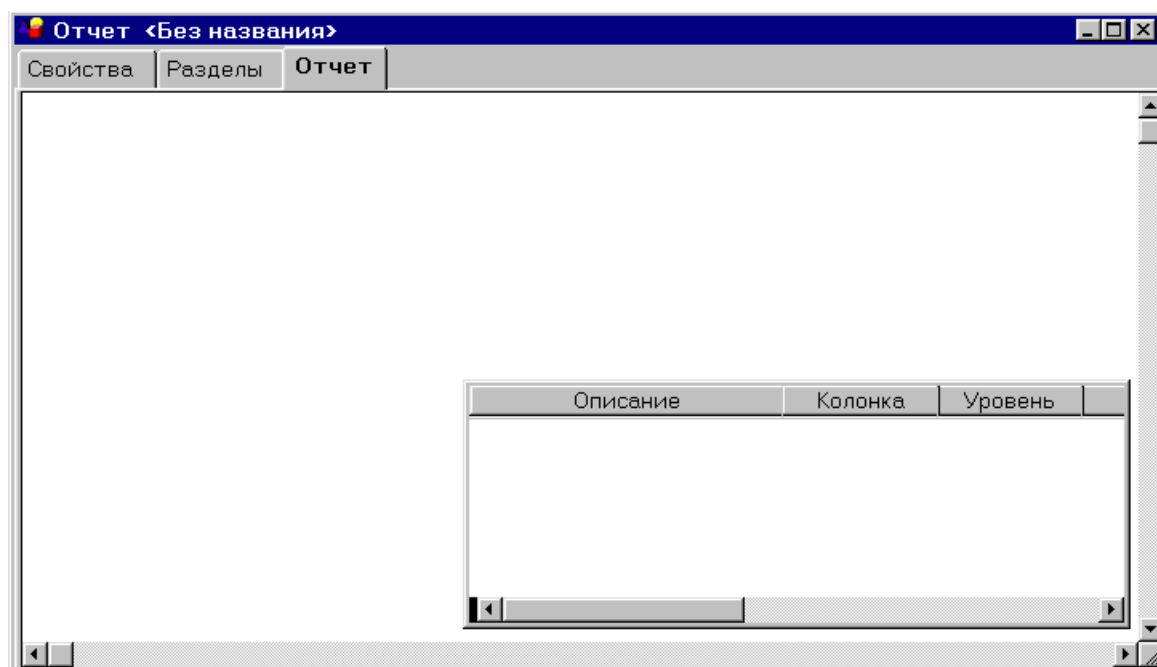 Отчет <Без названия>
Свойства Разделы Отчет
Описание Колонка Уровень